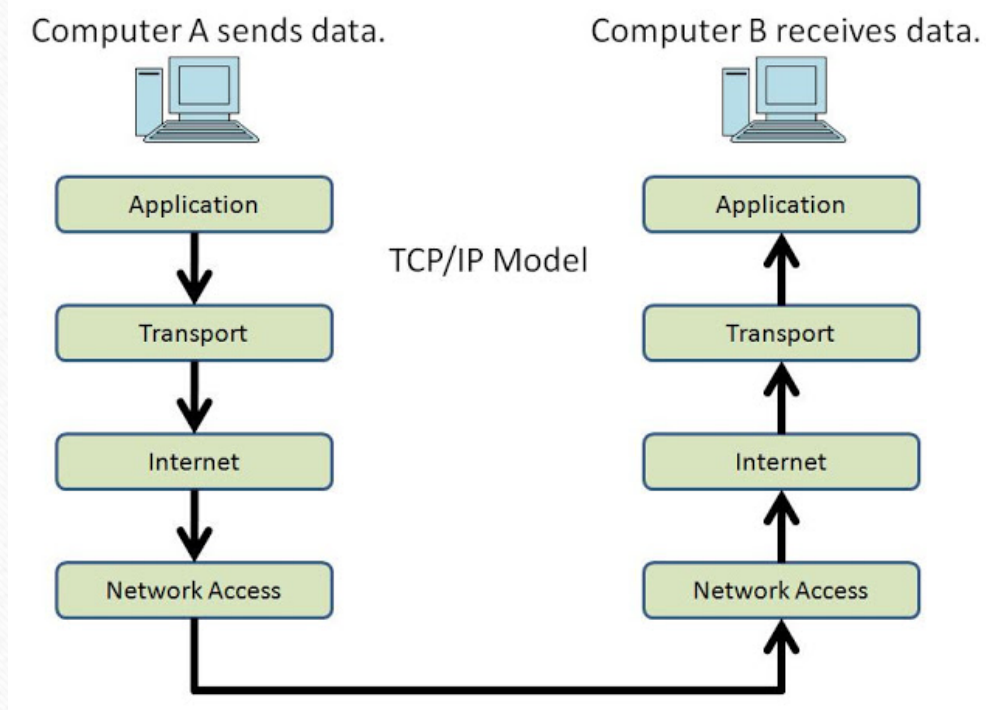 Computer A sends data.
Computer B receives data.
Application
Application
TCP/IP Model
Transport
Transport
Internet
Internet
Network Access
Network Access